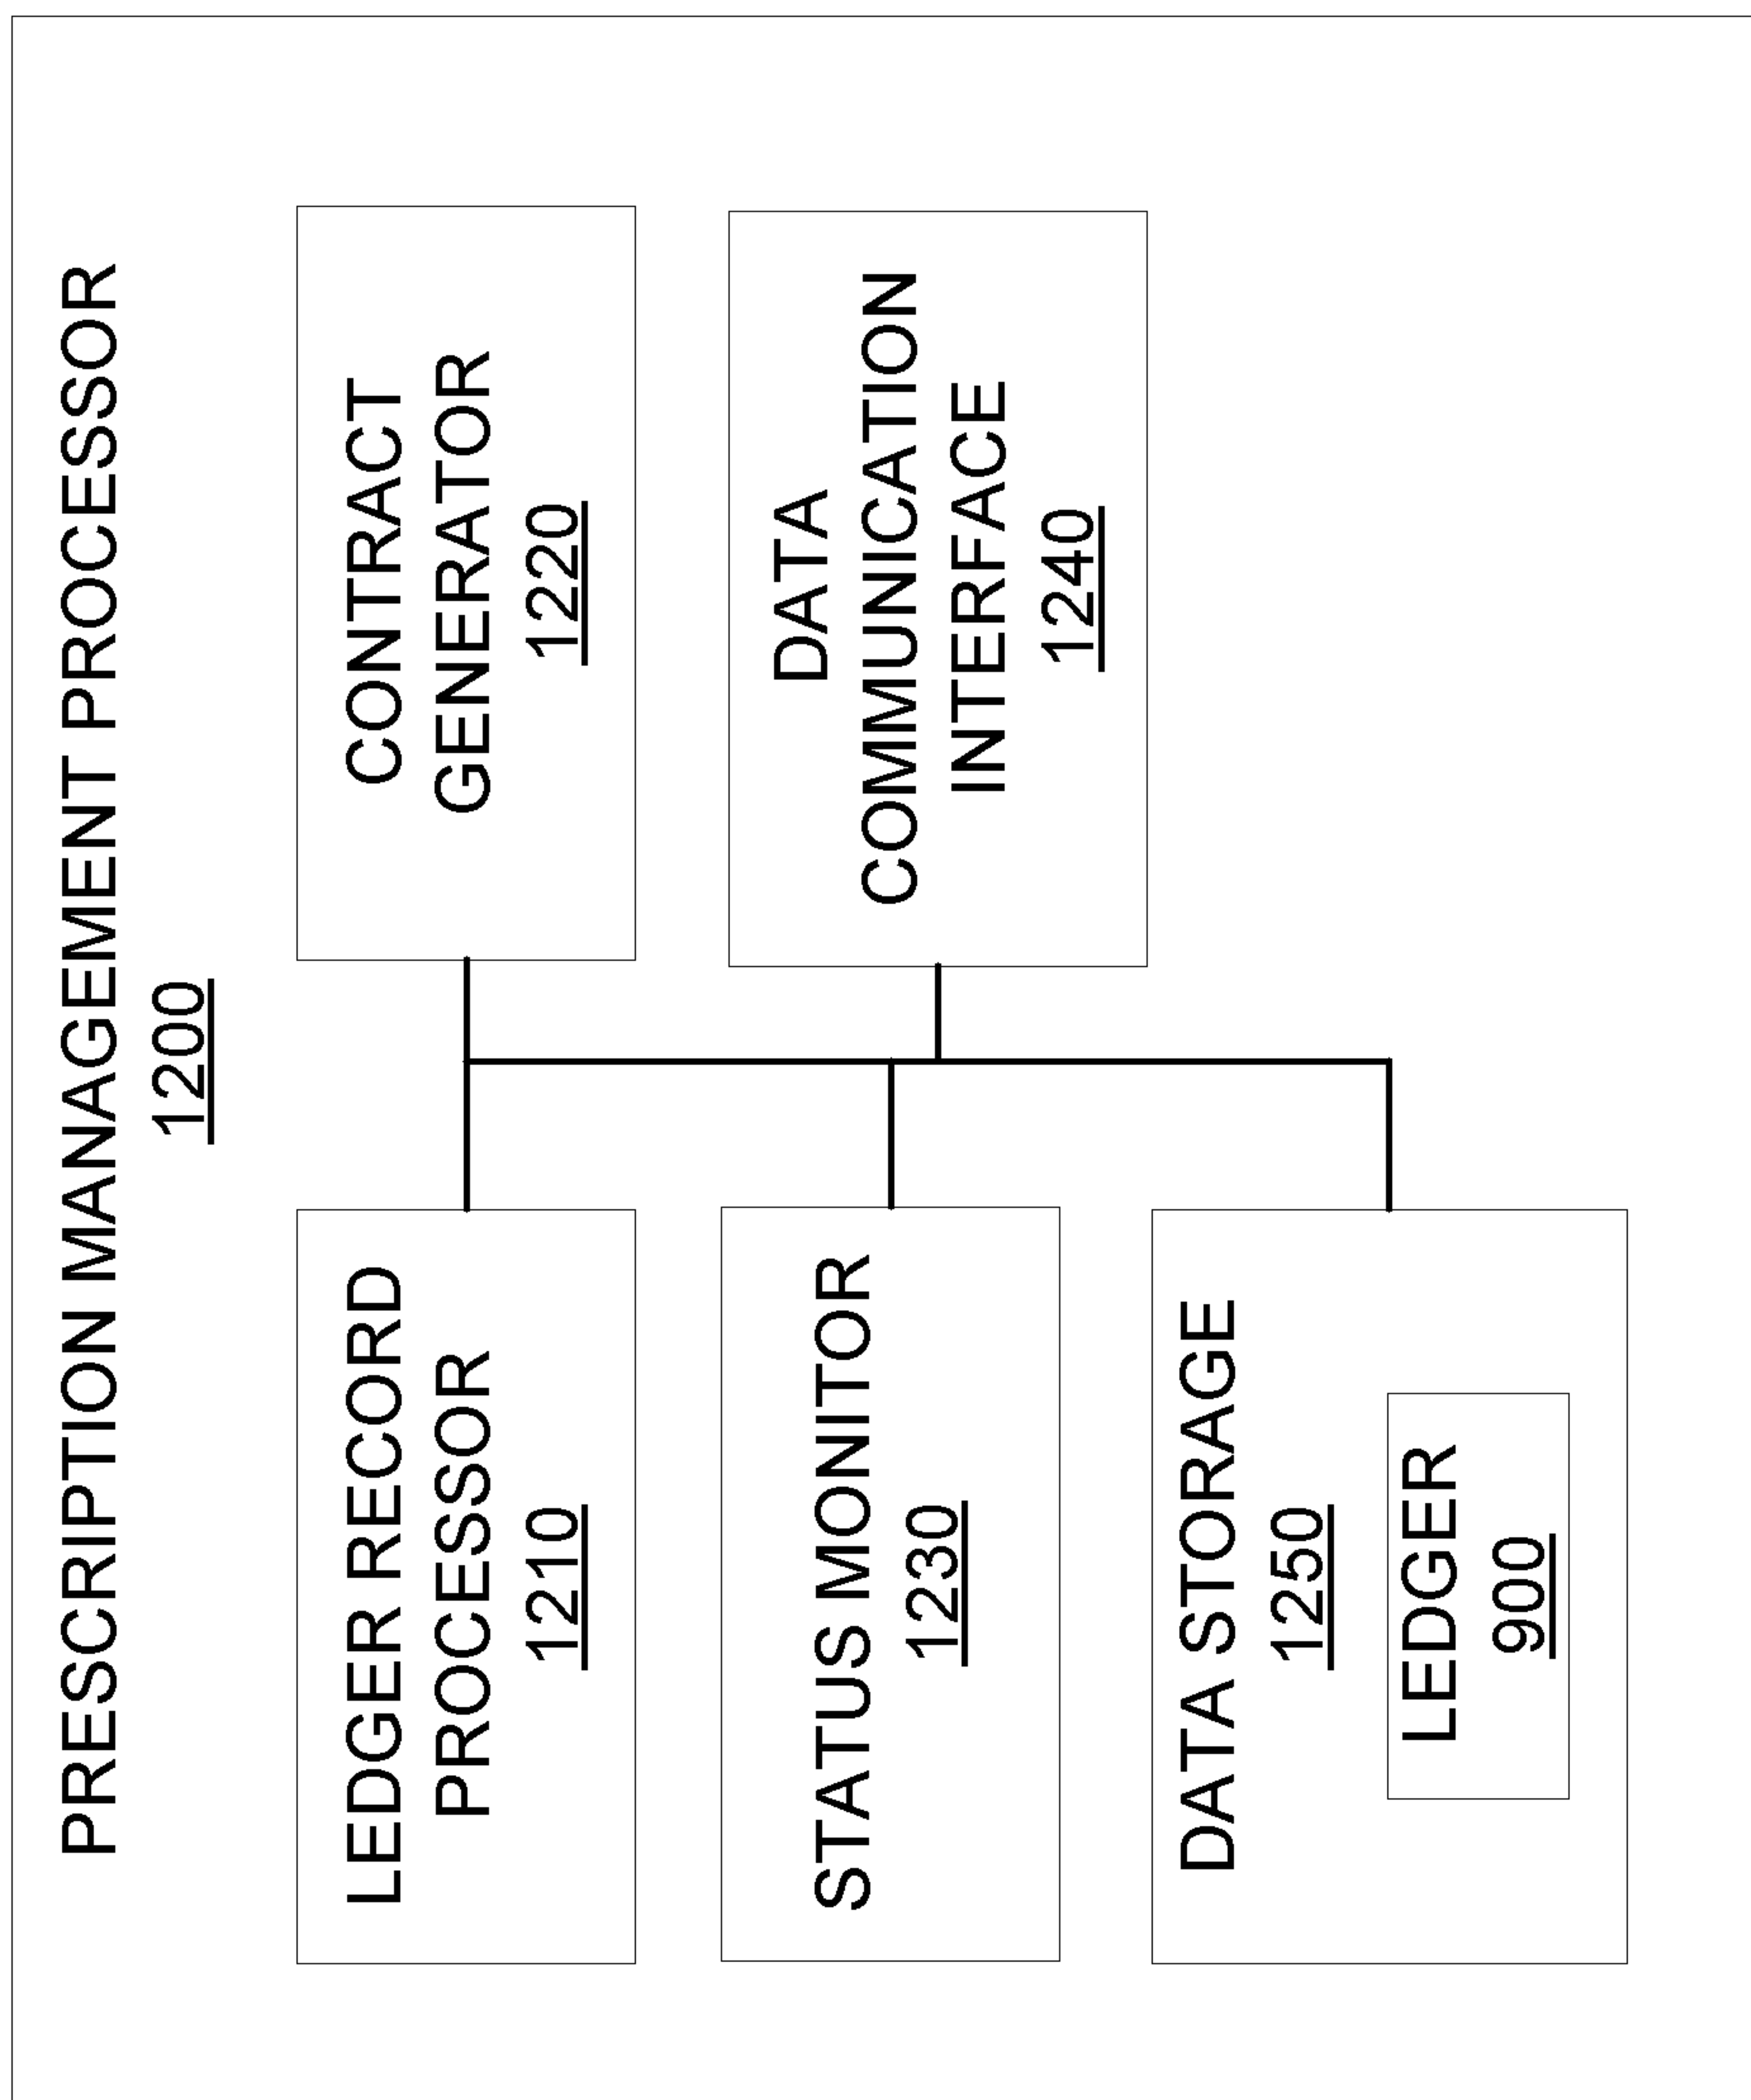 PRESCRIPTION MANAGEMENT PROCESSOR
1200
LEDGER RECORD
PROCESSOR
1210
CONTRACT
GENERATOR
1220
STATUS MONITOR
1230
DATA
COMMUNICATION
INTERFACE
1240
DATA STORAGE
1250
LEDGER
900